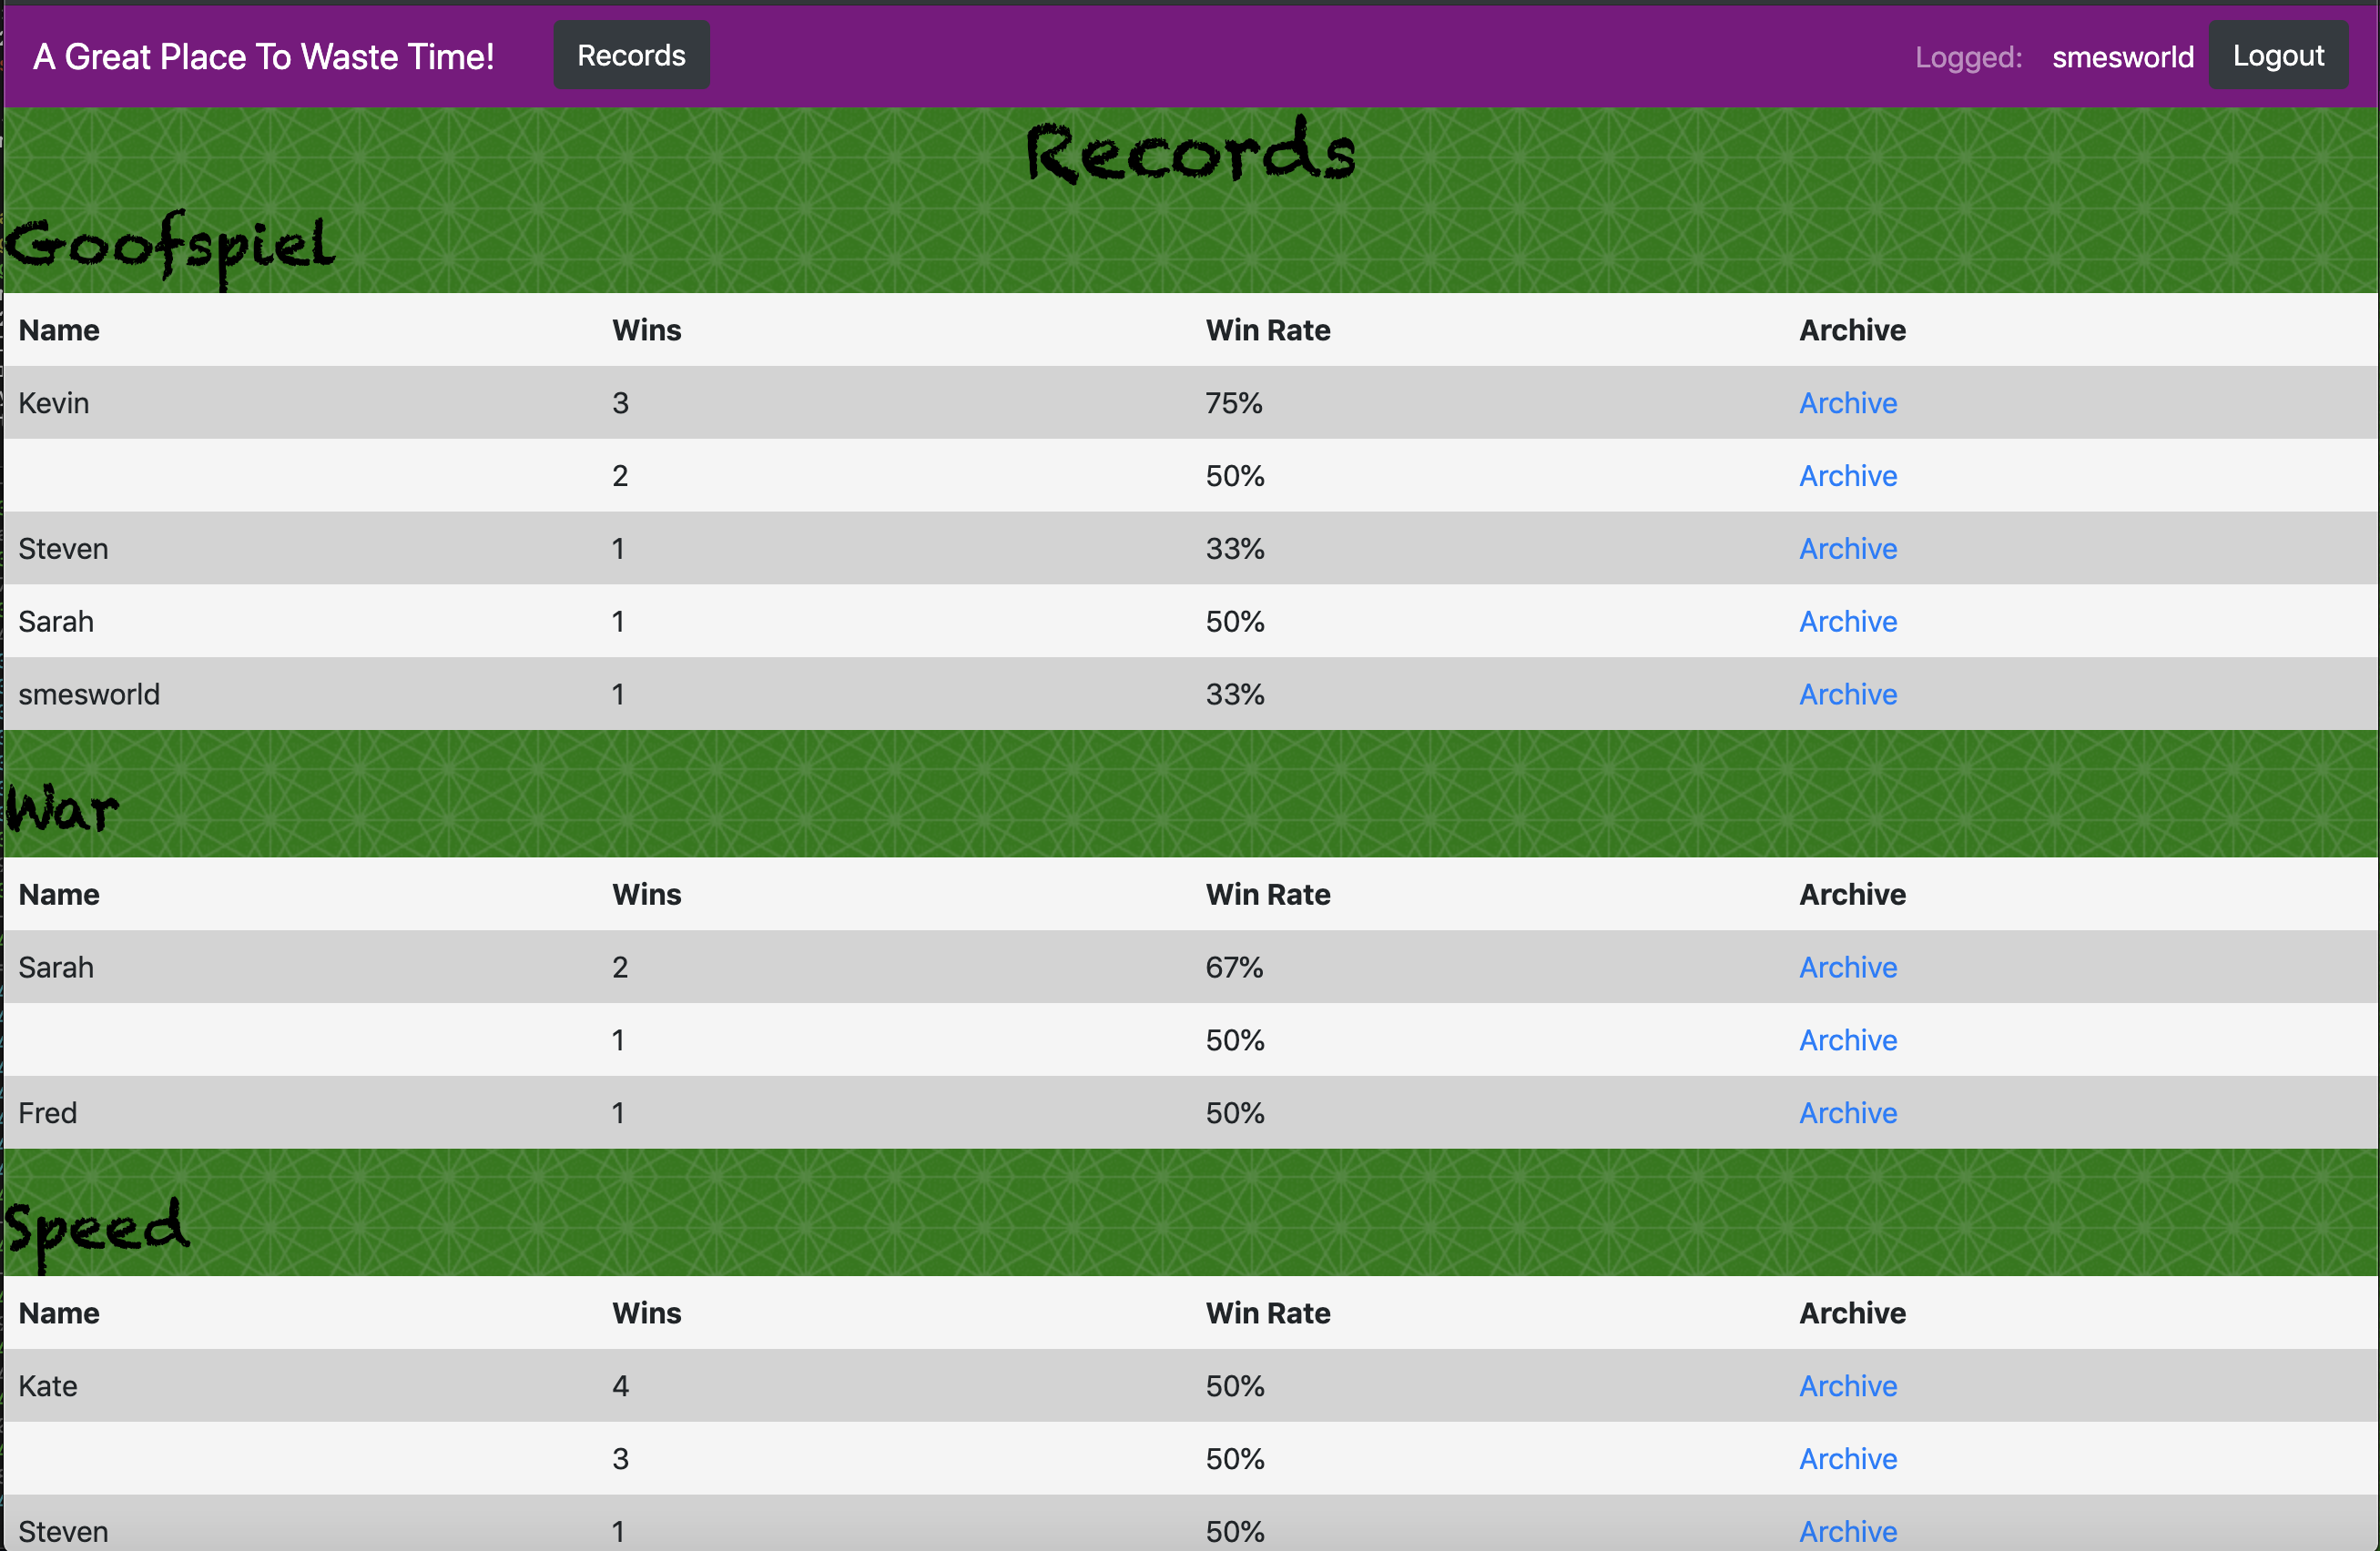 A Great Place To Waste Time! Records Logged: smesworld Logout
Records
Goofspiel
Name Wins Win Rate Archive
Kevin 3 75% Archive
2 50% Archive
Steven 1 33% Archive
Sarah 1 50% Archive
smesworld 1 33% Archive
War
Name Wins Win Rate Archive
Sarah 2 67% Archive
1 50% Archive
Fred 1 50% Archive
Speed
Name Wins Win Rate Archive
Kate 4 50% Archive
3 50% Archive
Steven 1 50% Archive